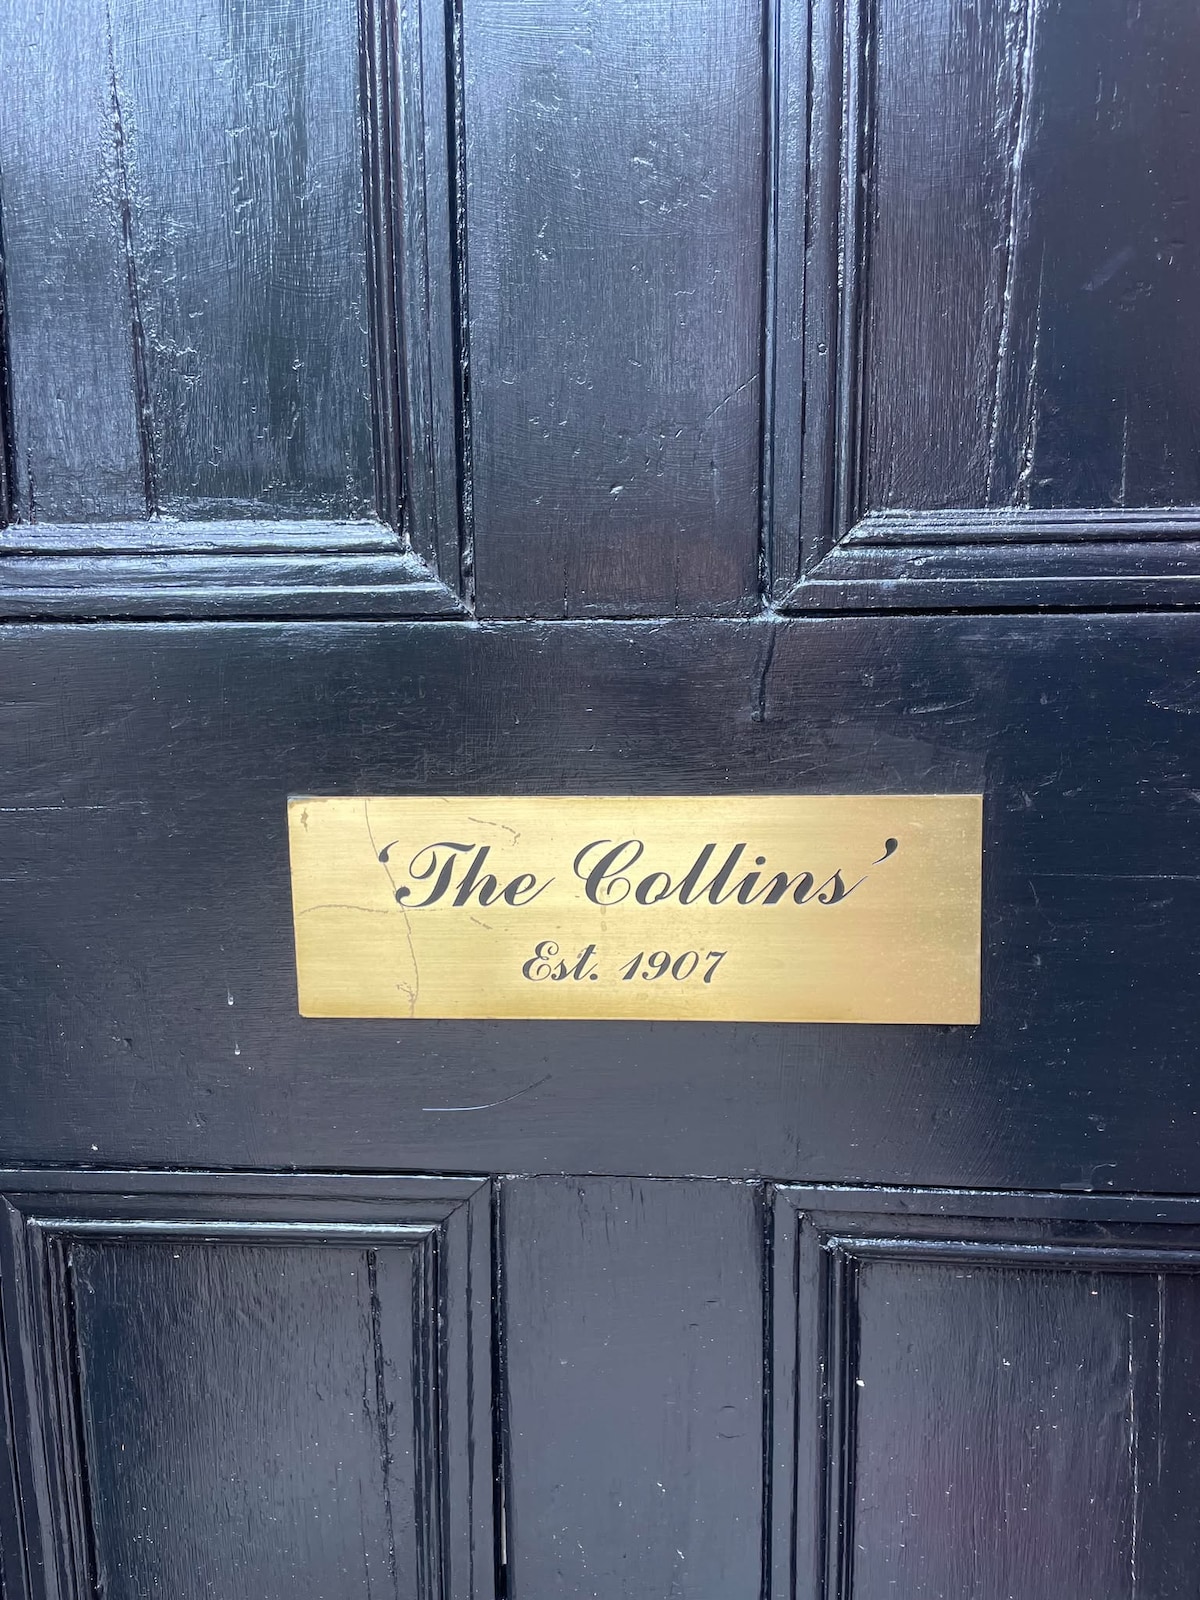 ‘The Collins’
Est. 1907